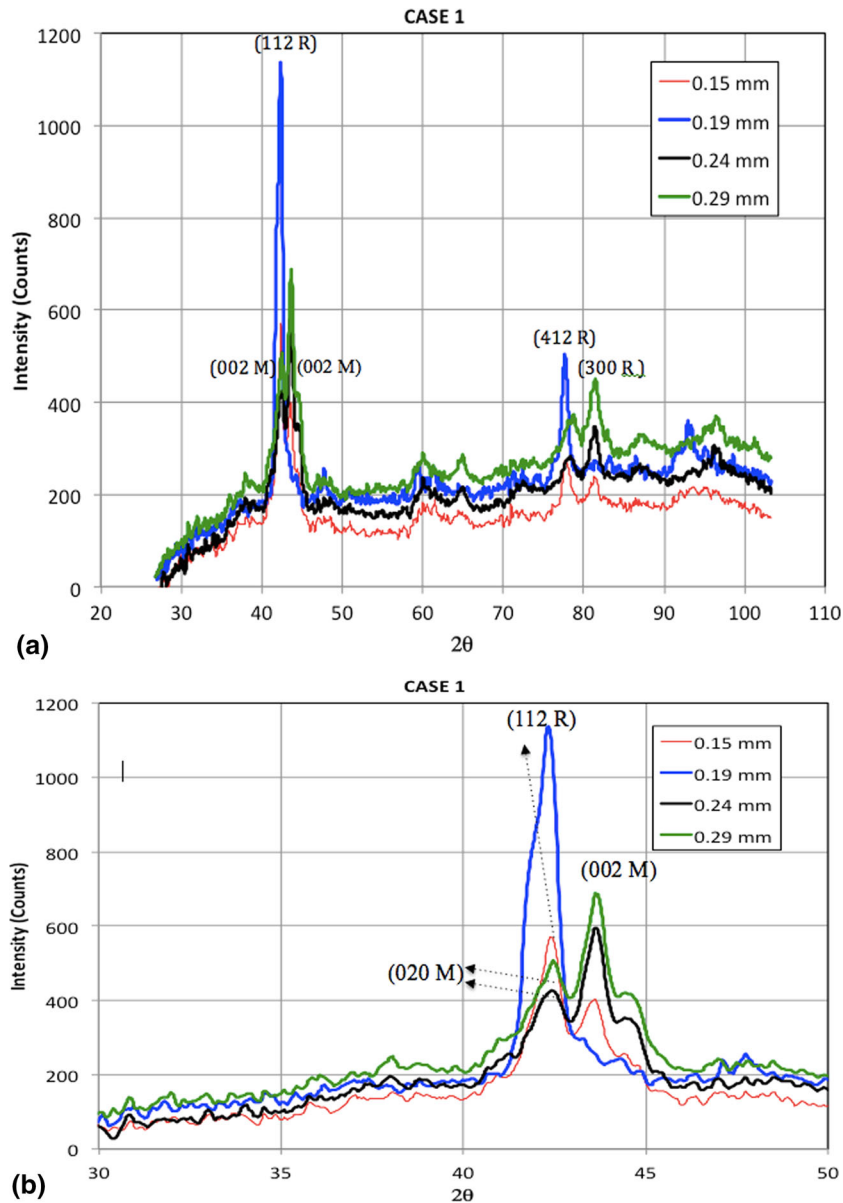 CASE 1
1200
1000
800
600
400
200
0
Intensity (Counts)
(112 R)
(002 M) (002 M)
(412 R)
(300 R )
0.15 mm
0.19 mm
0.24 mm
0.29 mm
20 30 40 50 60 70 80 90 100 110
2θ
(a)
CASE 1
1200
1000
800
600
400
200
0
Intensity (Counts)
(112 R)
(002 M)
(020 M)
0.15 mm
0.19 mm
0.24 mm
0.29 mm
30 35 40 45 50
2θ
(b)